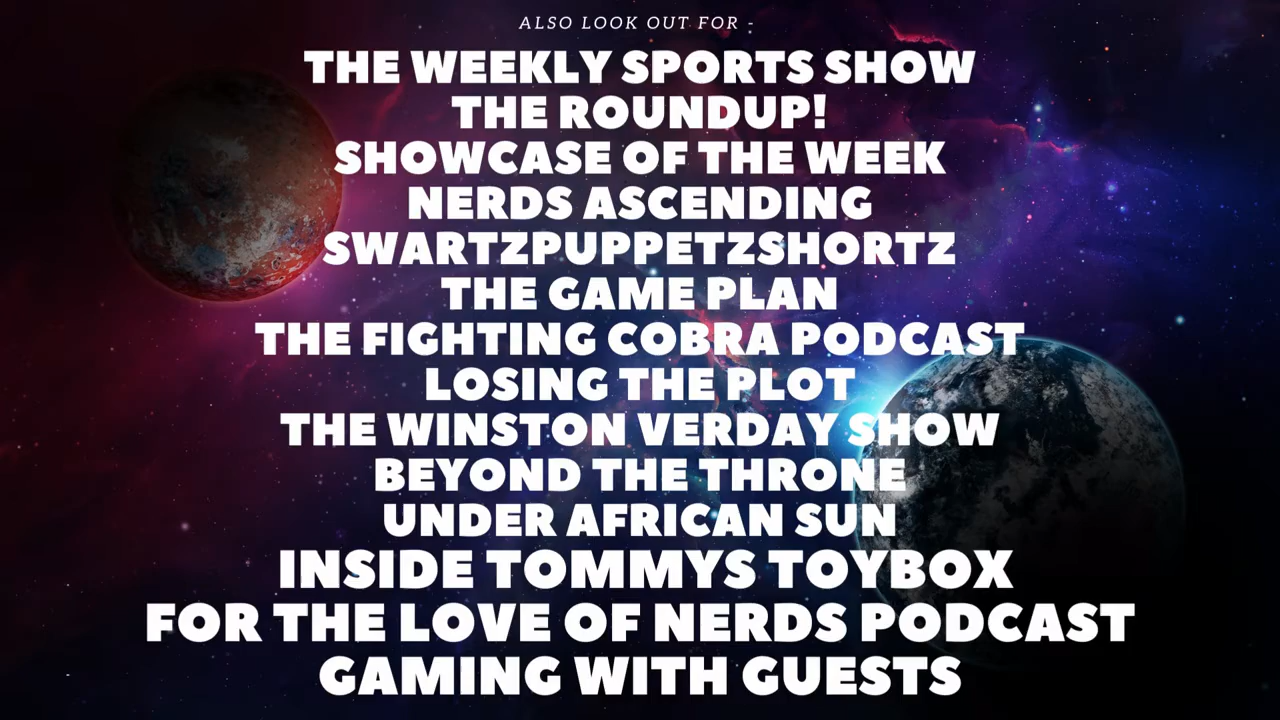 ALSO LOOK OUT FOR -
THE WEEKLY SPORTS SHOW
THE ROUNDUP!
SHOWCASE OF THE WEEK
NERDS ASCENDING
SWARTZPUPPETZSHORTZ
THE GAME PLAN
THE FIGHTING COBRA PODCAST
LOSING THE PLOT
THE WINSTON VERDAY SHOW
BEYOND THE THRONE
UNDER AFRICAN SUN
INSIDE TOMMYS TOYBOX
FOR THE LOVE OF NERDS PODCAST
GAMING WITH GUESTS